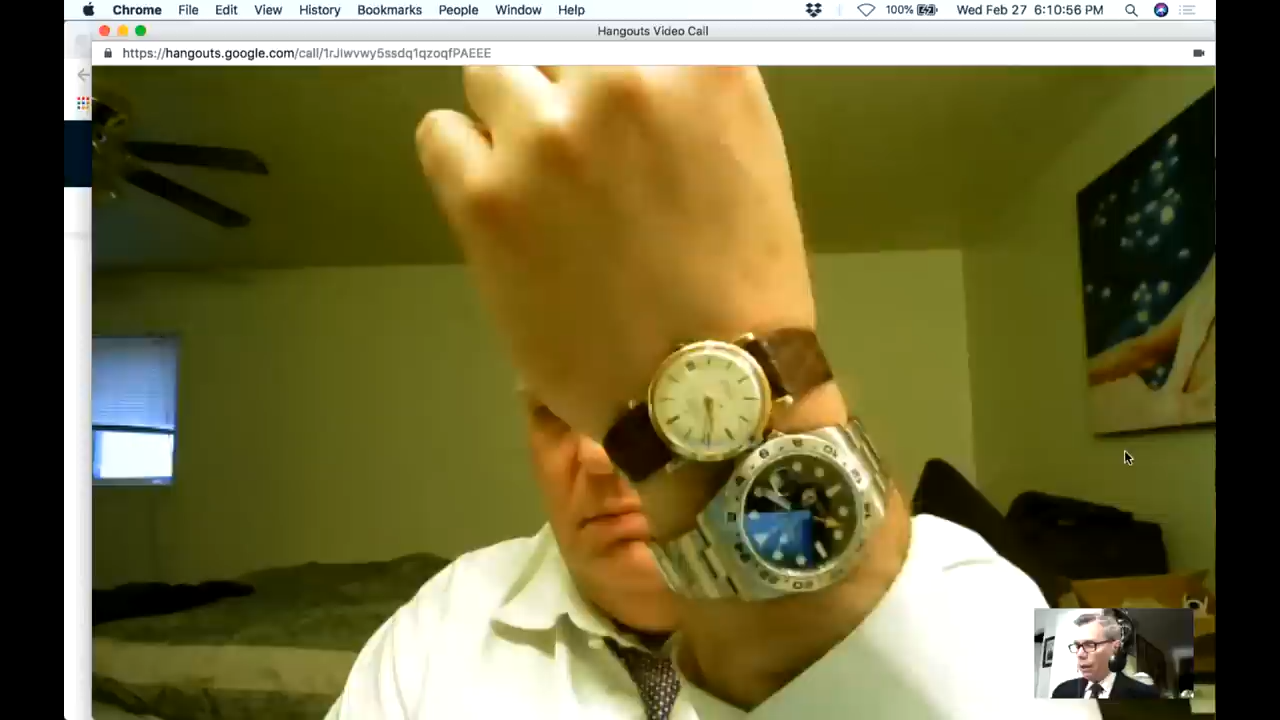 Chrome File Edit View History Bookmarks People Window Help 100% Wed Feb 27 6:10:56 PM
Hangouts Video Call
https://hangouts.google.com/call/1rJlwvwy5ssdq1qzoqfPAEEE